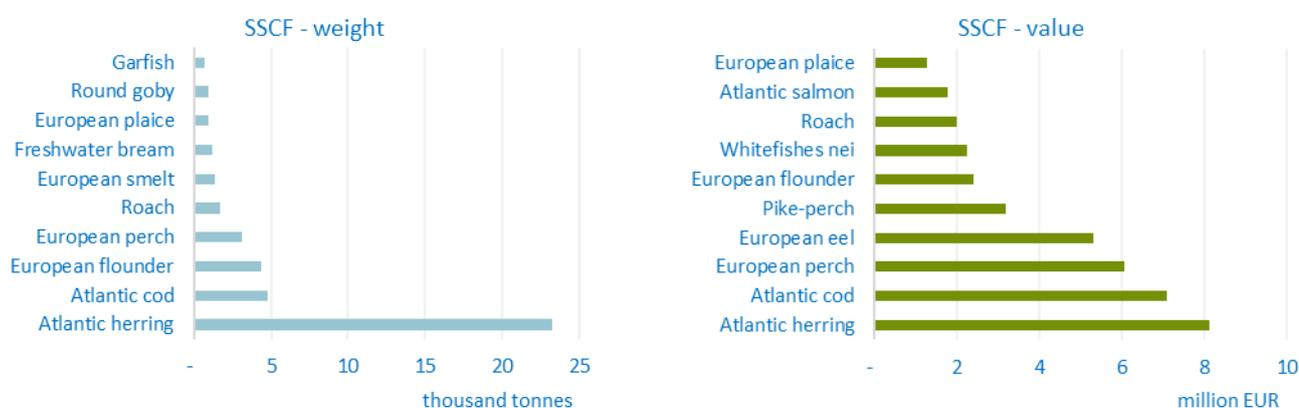 SSCF - weight
Garfish
Round goby
European plaice
Freshwater bream
European smelt
Roach
European perch
European flounder
Atlantic cod
Atlantic herring
- 5 10 15 20 25
thousand tonnes
SSCF - value
European plaice
Atlantic salmon
Roach
Whitefishes nei
European flounder
Pike-perch
European eel
European perch
Atlantic cod
Atlantic herring
- 2 4 6 8 10
million EUR